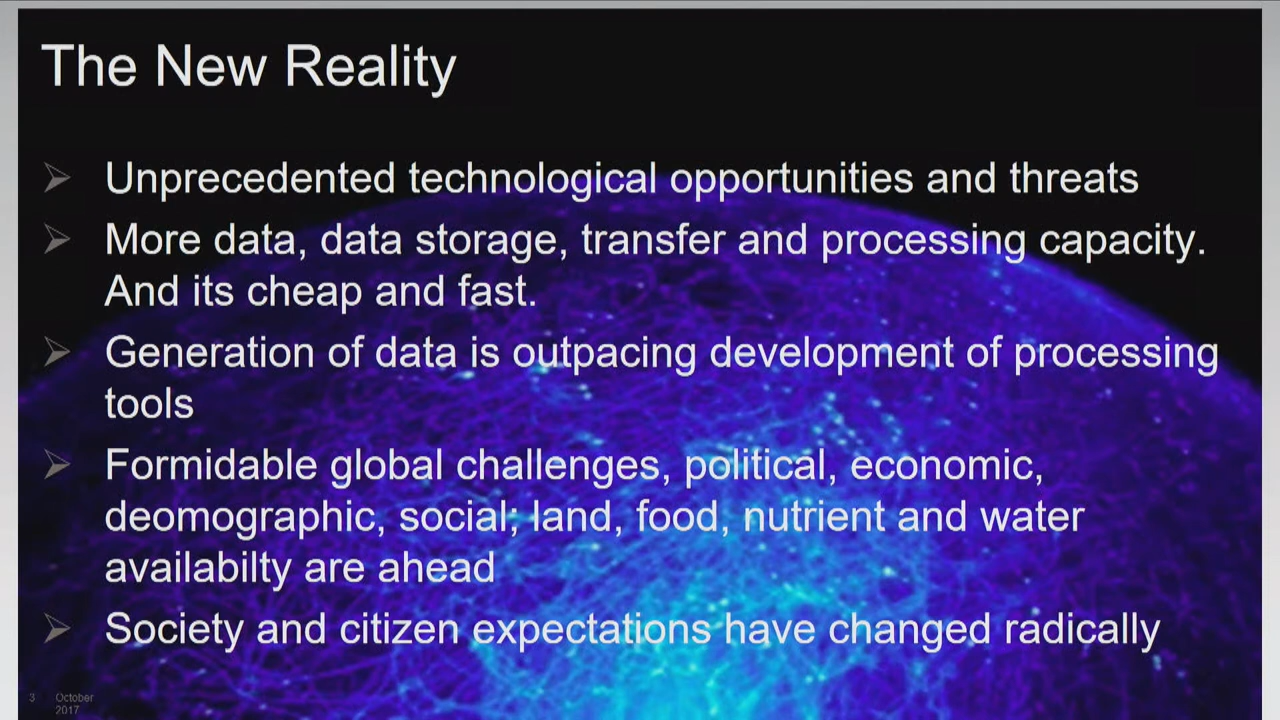 The New Reality
Unprecedented technological opportunities and threats
More data, data storage, transfer and processing capacity.
And its cheap and fast.
Generation of data is outpacing development of processing
tools
Formidable global challenges, political, economic,
deomographic, social; land, food, nutrient and water
availabilty are ahead
Society and citizen expectations have changed radically
3 October
2017